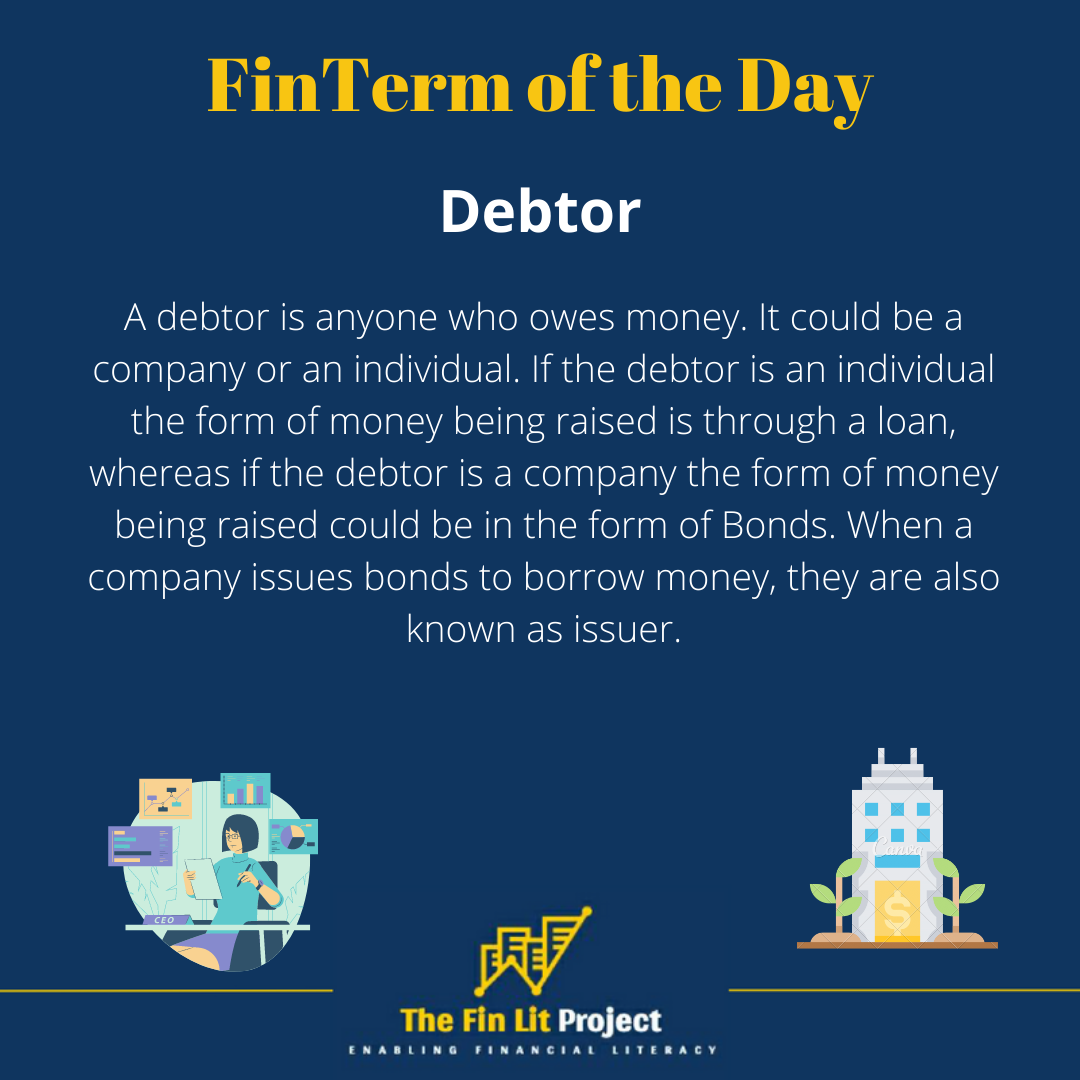 FinTerm of the Day
Debtor
A debtor is anyone who owes money. It could be a
company or an individual. If the debtor is an individual
the form of money being raised is through a loan,
whereas if the debtor is a company the form of money
being raised could be in the form of Bonds. When a
company issues bonds to borrow money, they are also
known as issuer.
CEO
Canva
$
The Fin Lit Project
ENABLING FINANCIAL LITERACY